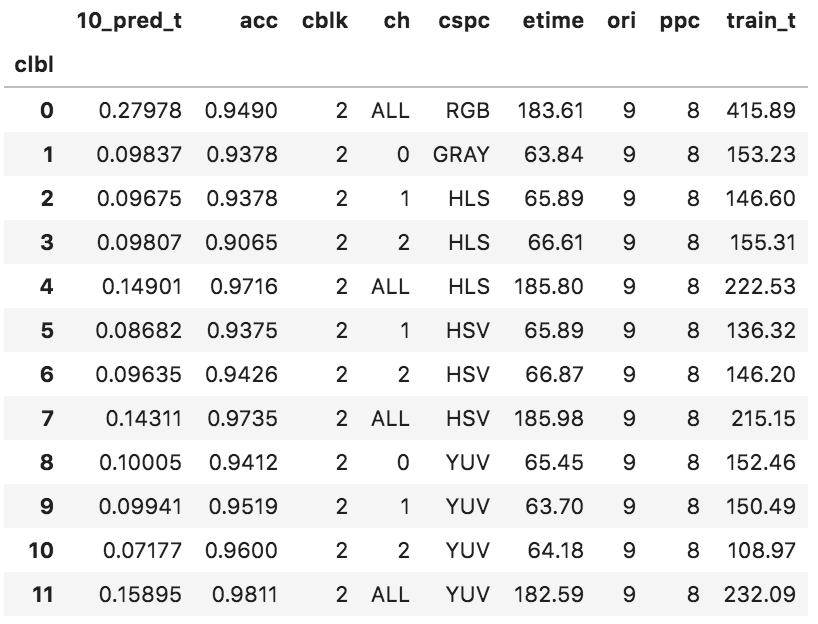 10_pred_t acc cblk ch cspc etime ori ppc train_t
clbl
0 0.27978 0.9490 2 ALL RGB 183.61 9 8 415.89
1 0.09837 0.9378 2 0 GRAY 63.84 9 8 153.23
2 0.09675 0.9378 2 1 HLS 65.89 9 8 146.60
3 0.09807 0.9065 2 2 HLS 66.61 9 8 155.31
4 0.14901 0.9716 2 ALL HLS 185.80 9 8 222.53
5 0.08682 0.9375 2 1 HSV 65.89 9 8 136.32
6 0.09635 0.9426 2 2 HSV 66.87 9 8 146.20
7 0.14311 0.9735 2 ALL HSV 185.98 9 8 215.15
8 0.10005 0.9412 2 0 YUV 65.45 9 8 152.46
9 0.09941 0.9519 2 1 YUV 63.70 9 8 150.49
10 0.07177 0.9600 2 2 YUV 64.18 9 8 108.97
11 0.15895 0.9811 2 ALL YUV 182.59 9 8 232.09